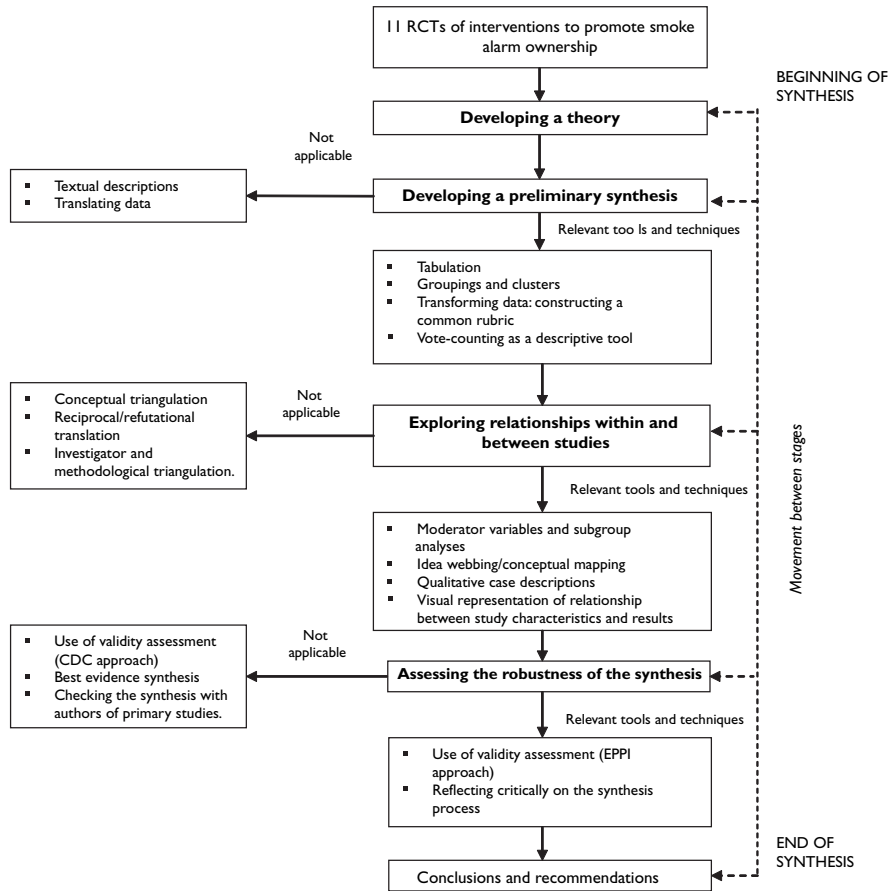 11 RCTs of interventions to promote smoke
alarm ownership
BEGINNING OF
SYNTHESIS
Developing a theory
Not
applicable
▪ Textual descriptions
▪ Translating data
Developing a preliminary synthesis
Relevant too ls and techniques
▪ Tabulation
▪ Groupings and clusters
▪ Transforming data: constructing a
common rubric
▪ Vote-counting as a descriptive tool
Not
applicable
▪ Conceptual triangulation
▪ Reciprocal/refutational
translation
▪ Investigator and
methodological triangulation.
Exploring relationships within and
between studies
Movement between stages
Relevant tools and techniques
▪ Moderator variables and subgroup
analyses
▪ Idea webbing/conceptual mapping
▪ Qualitative case descriptions
▪ Visual representation of relationship
between study characteristics and results
Not
applicable
▪ Use of validity assessment
(CDC approach)
▪ Best evidence synthesis
▪ Checking the synthesis with
authors of primary studies.
Assessing the robustness of the synthesis
Relevant tools and techniques
▪ Use of validity assessment (EPPI
approach)
▪ Reflecting critically on the synthesis
process
END OF
SYNTHESIS
Conclusions and recommendations